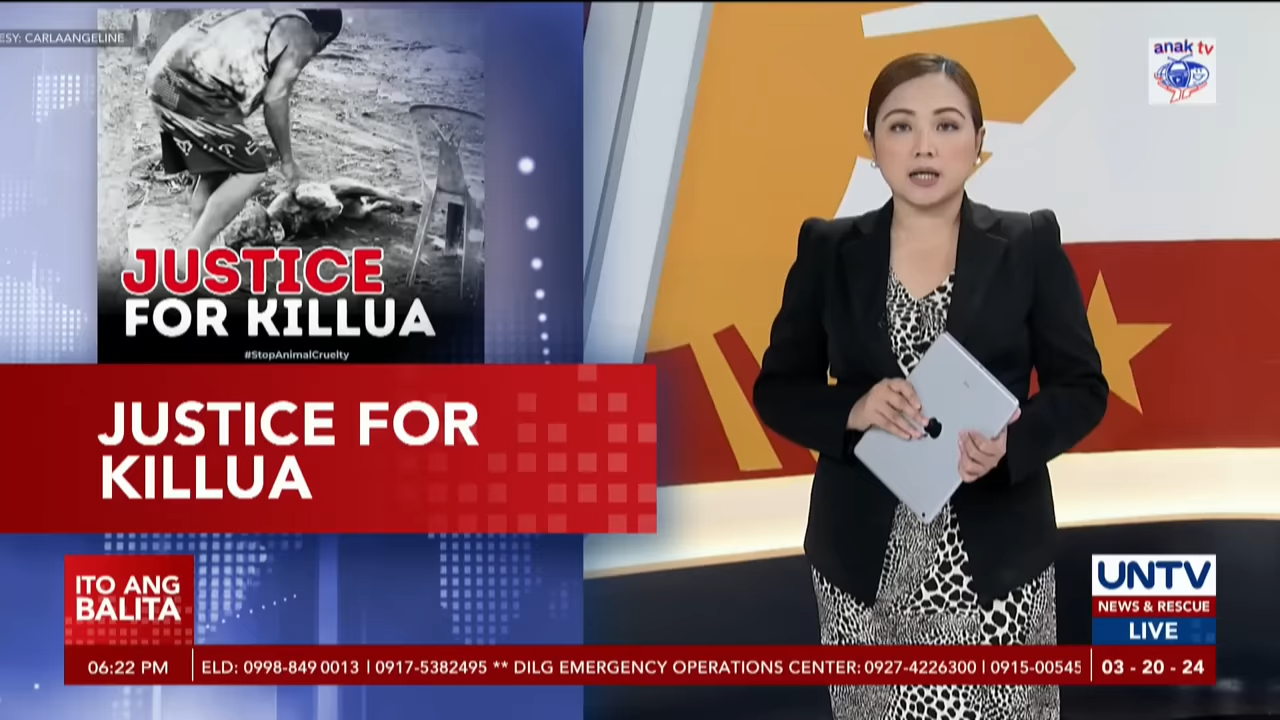 ESY: CARLAANGELINE
JUSTICE
FOR KILLUA
#StopAnimalCruelty
JUSTICE FOR
KILLUA
ITO ANG
BALITA
anak tv
UNTV
NEWS & RESCUE
LIVE
06:22 PM
ELD: 0998-849 0013 | 0917-5382495 ** DILG EMERGENCY OPERATIONS CENTER: 0927-4226300 | 0915-00545
03 - 20 - 24